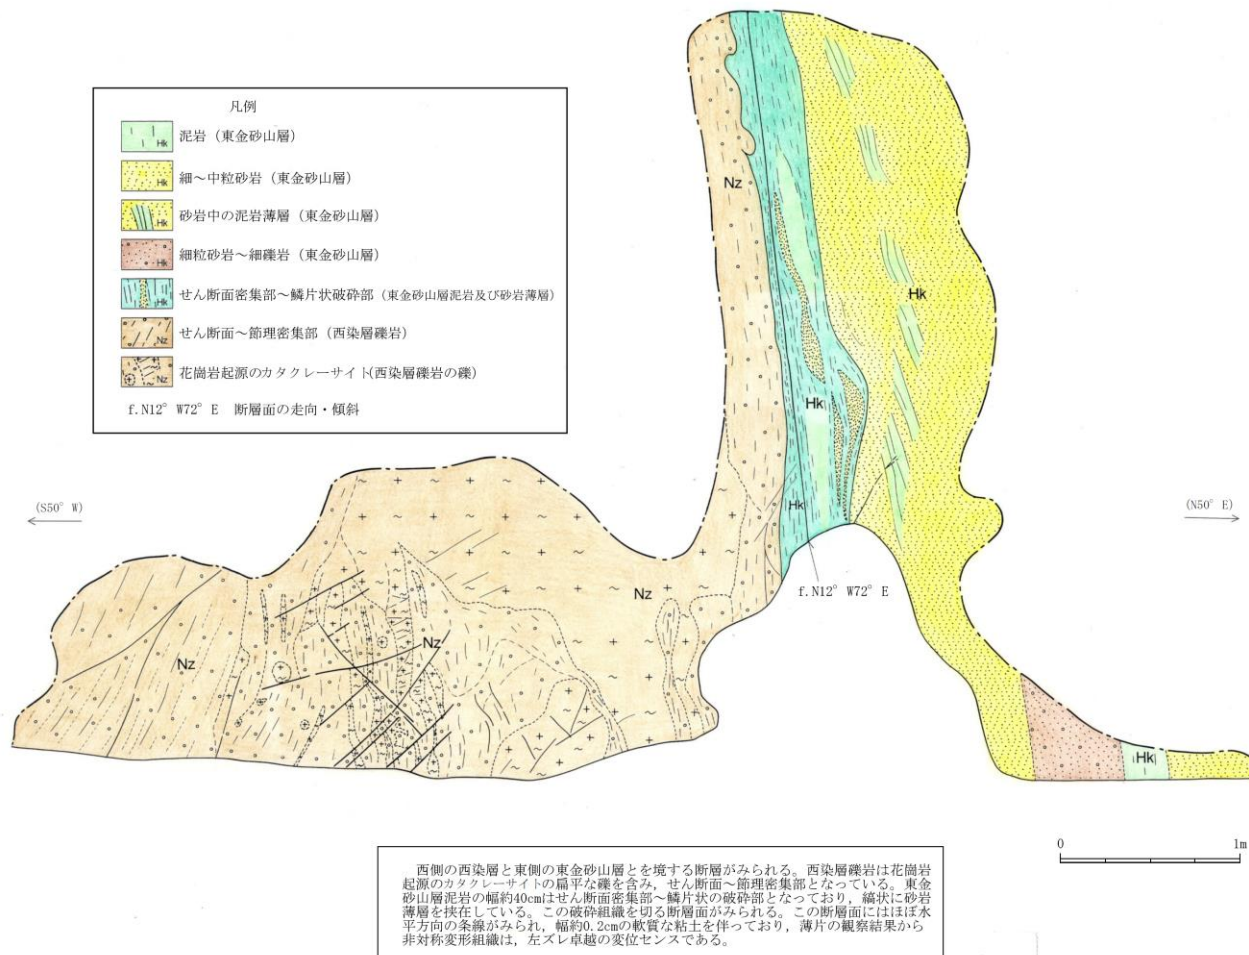 凡例
Hk
泥岩（東金砂山層）
Hk
細～中粒砂岩（東金砂山層）
Hk
砂岩中の泥岩薄層（東金砂山層）
Hk
細粒砂岩～細礫岩（東金砂山層）
Hk
せん断面密集部～鱗片状破砕部（東金砂山層泥岩及び砂岩薄層）
Nz
せん断面～節理密集部（西染層礫岩）
Nz
花崗岩起源のカタクレーサイト(西染層礫岩の礫)
f.N12° W72° E　断層面の走向・傾斜
Nz
Hk
Hk
Hk
(S50° W)
(N50° E)
f.N12° W72° E
Nz
Nz
Nz
Hk
0
1m
西側の西染層と東側の東金砂山層とを境する断層がみられる。西染層礫岩は花崗岩
起源のカタクレーサイトの扁平な礫を含み，せん断面～節理密集部となっている。東金
砂山層泥岩の幅約40cmはせん断面密集部～鱗片状の破砕部となっており，縞状に砂岩
薄層を挟在している。この破砕組織を切る断層面がみられる。この断層面にはほぼ水
平方向の条線がみられ，幅約0.2cmの軟質な粘土を伴っており，薄片の観察結果から
非対称変形組織は，左ズレ卓越の変位センスである。